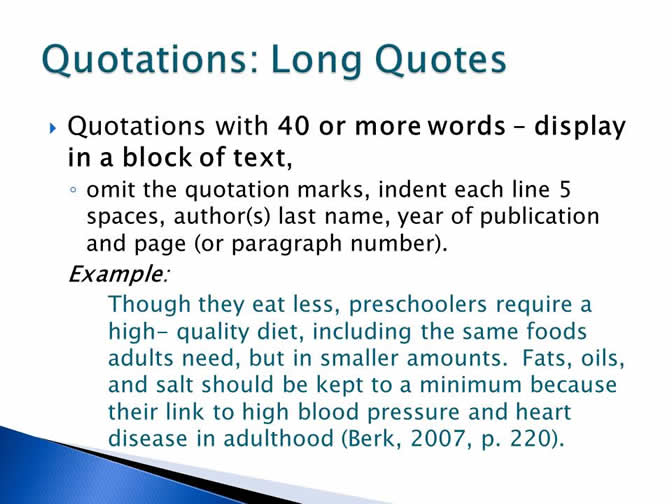 Quotations: Long Quotes
Quotations with 40 or more words – display
in a block of text,
omit the quotation marks, indent each line 5
spaces, author(s) last name, year of publication
and page (or paragraph number).
Example:
Though they eat less, preschoolers require a
high- quality diet, including the same foods
adults need, but in smaller amounts. Fats, oils,
and salt should be kept to a minimum because
their link to high blood pressure and heart
disease in adulthood (Berk, 2007, p. 220).